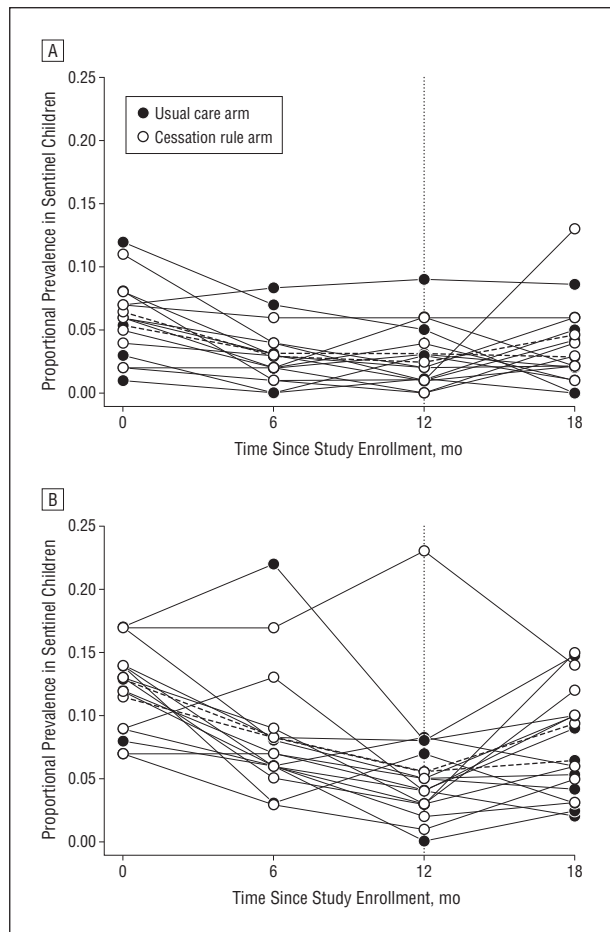 A
0.25
0.20
0.15
0.10
0.05
0.00
Proportional Prevalence in Sentinel Children
Usual care arm
Cessation rule arm
0 6 12 18
Time Since Study Enrollment, mo
B
0.25
0.20
0.15
0.10
0.05
0.00
Proportional Prevalence in Sentinel Children
0 6 12 18
Time Since Study Enrollment, mo